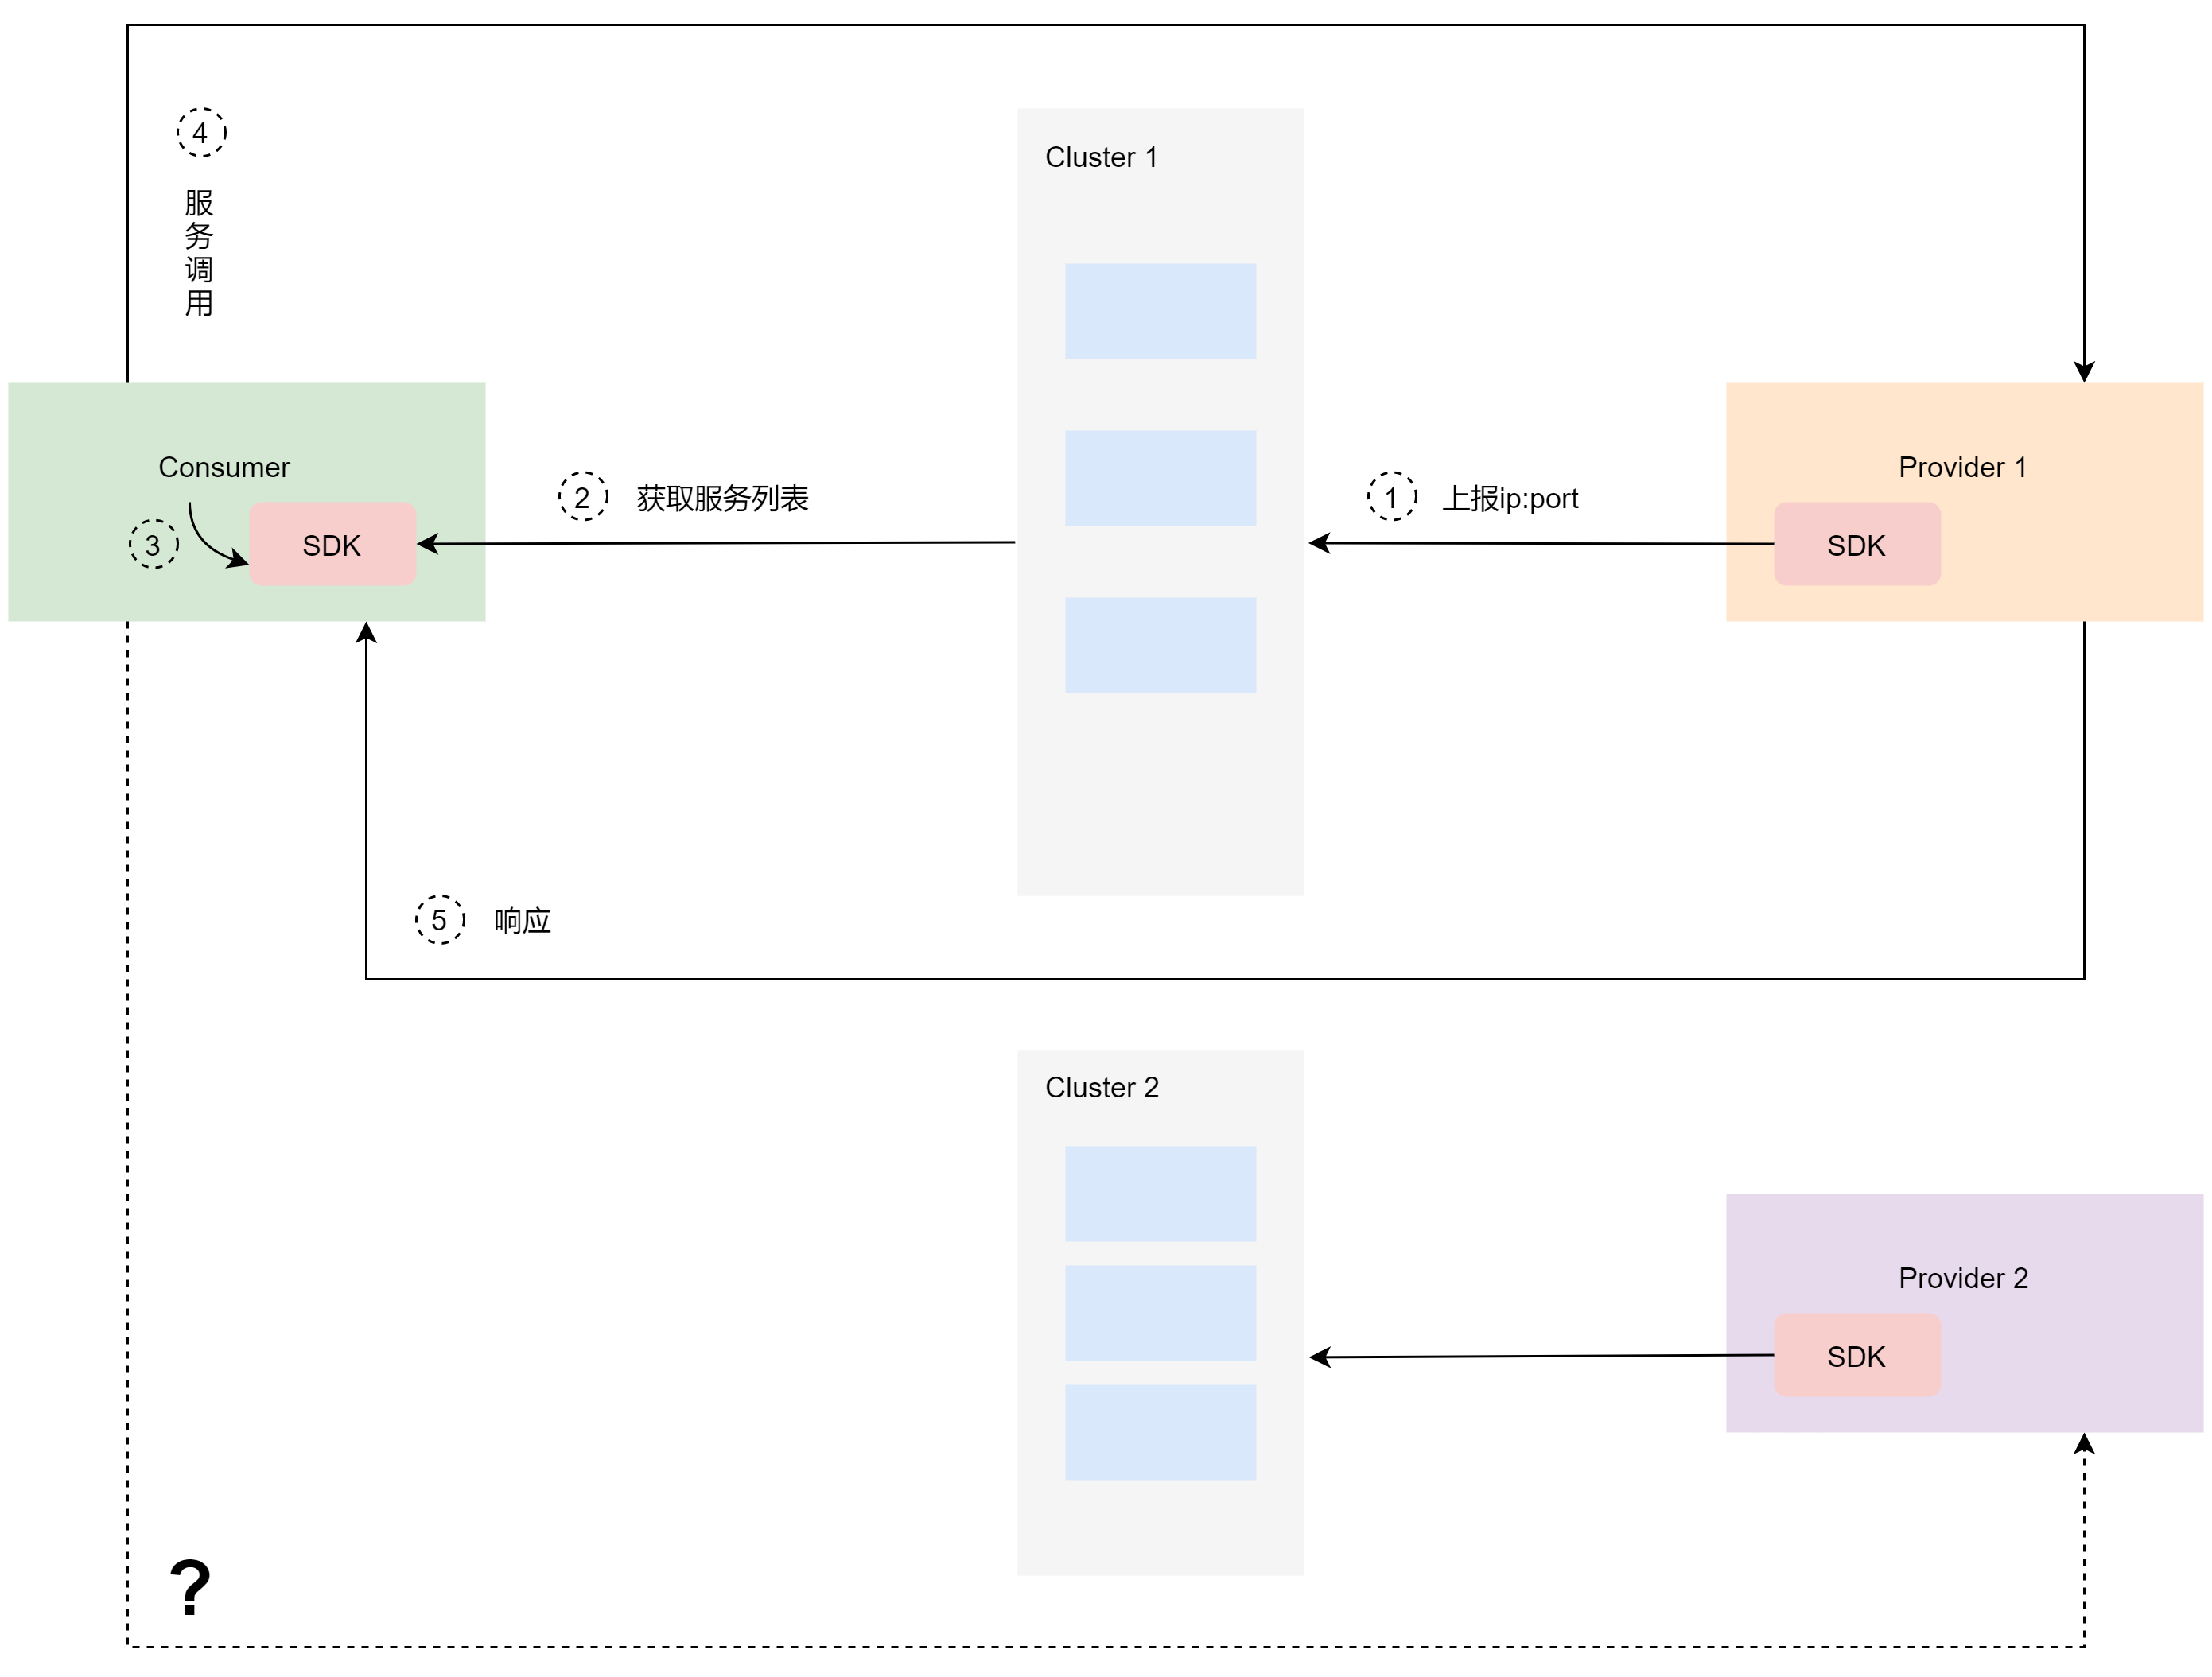 4
服
务
调
用
Cluster 1
Consumer
3
SDK
2 获取服务列表
1 上报ip:port
Provider 1
SDK
5 响应
Cluster 2
Provider 2
SDK
?